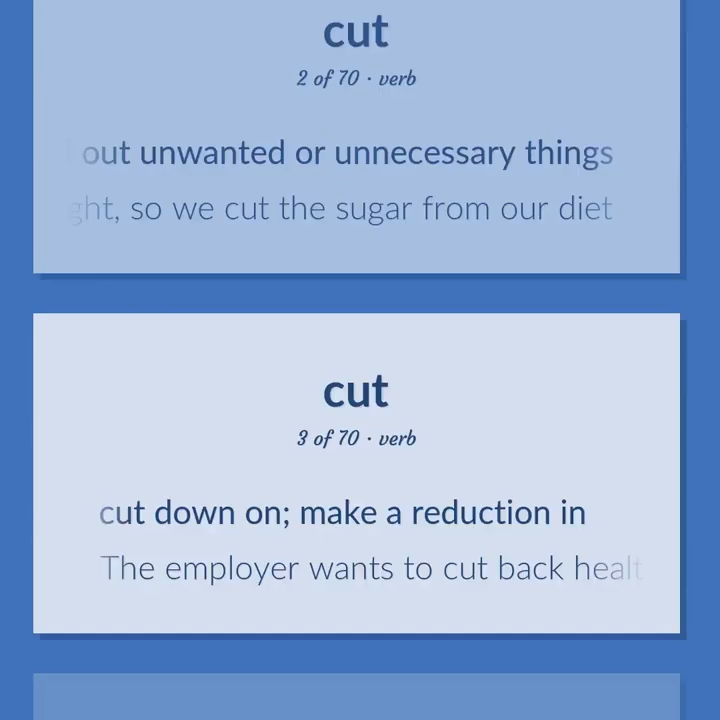 cut
2 of 70 · verb
out unwanted or unnecessary things
so we cut the sugar from our diet
cut
3 of 70 · verb
cut down on; make a reduction in
The employer wants to cut back